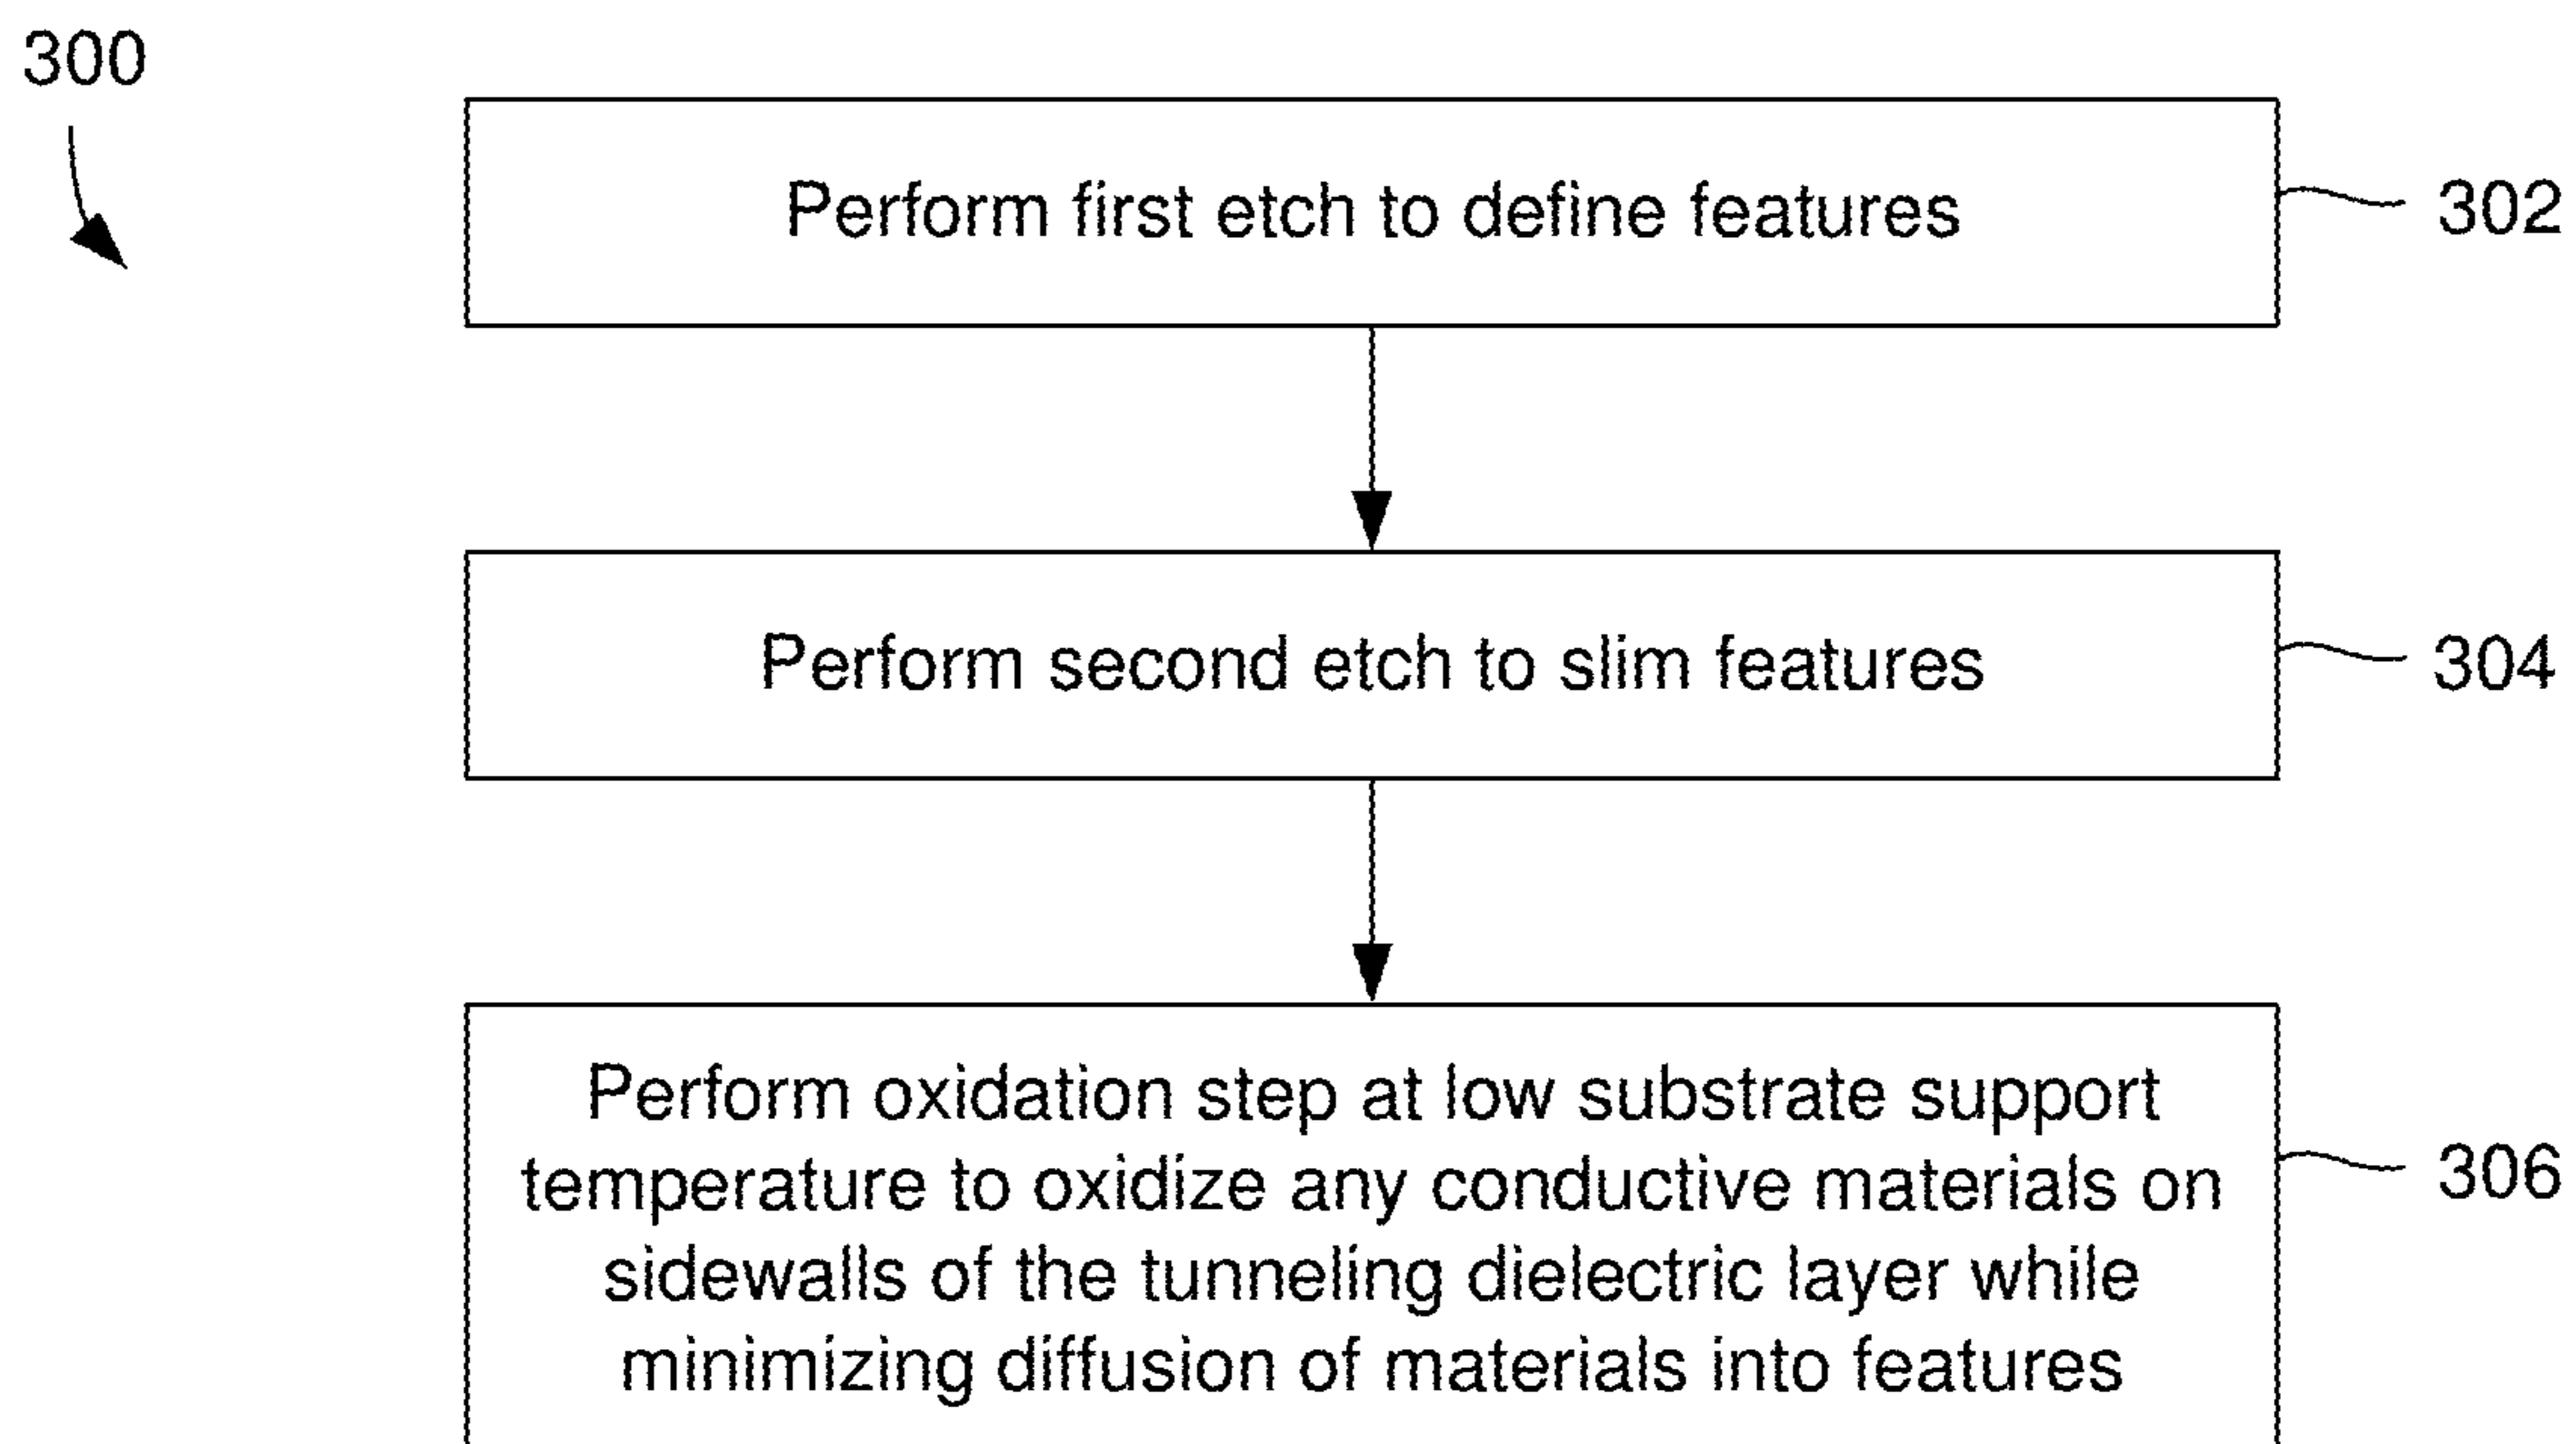 300
Perform first etch to define features
302
Perform second etch to slim features
304
Perform oxidation step at low substrate support
temperature to oxidize any conductive materials on
sidewalls of the tunneling dielectric layer while
minimizing diffusion of materials into features
306